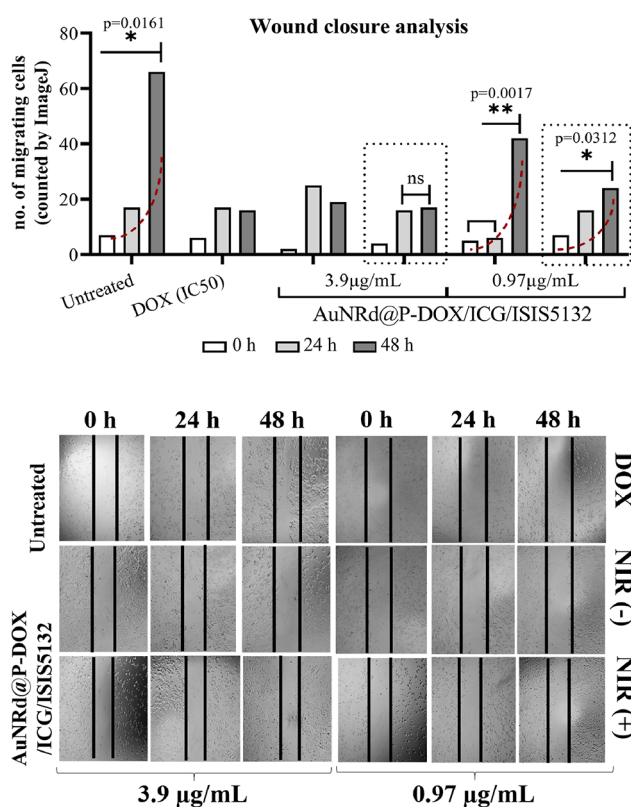 Wound closure analysis
no. of migrating cells
(counted by ImageJ)
80
60
40
20
0
p=0.0161
*
ns
p=0.0017
**
p=0.0312
*
Untreated
DOX (IC50)
3.9µg/mL
0.97µg/mL
AuNRd@P-DOX/ICG/ISIS5132
0 h
24 h
48 h
0 h 24 h 48 h 0 h 24 h 48 h
Untreated
DOX
NIR (-)
AuNRd@P-DOX
/ICG/ISIS5132
NIR (+)
3.9 µg/mL
0.97 µg/mL